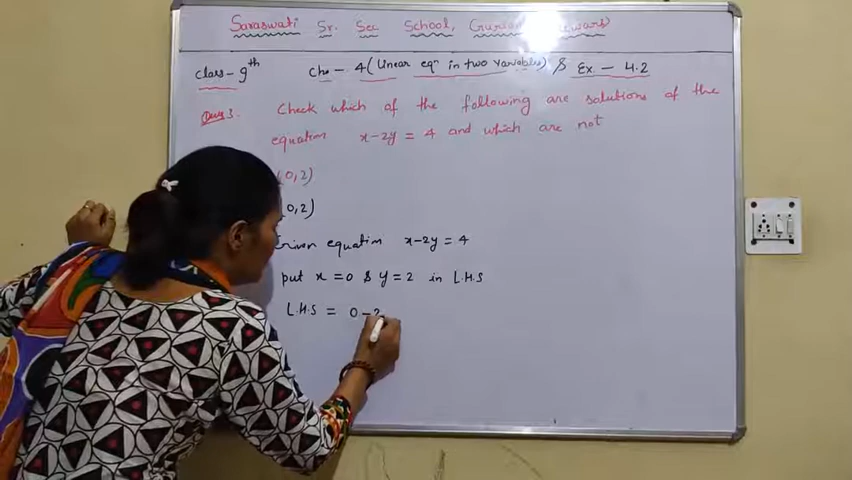 Saraswati Sr. Sec School,
Class - 9th Ch - 4 (Linear eqn in two variables) & Ex. - 4.2
Ques 3. Check which of the following are solutions of the
equation x-2y = 4 and which are not
(0,2)
(0,2)
Given equation x-2y = 4
put x = 0 & y = 2 in L.H.S
L.H.S = 0-2